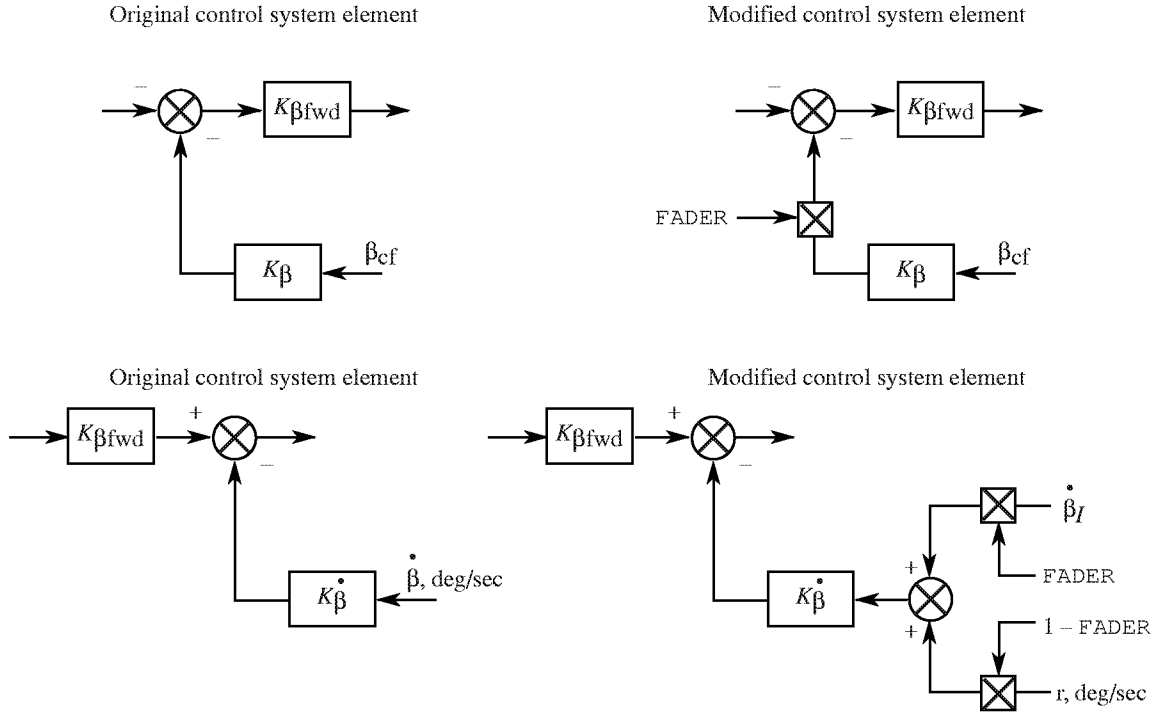 Original control system element
Modified control system element
−
−
Kβfwd
Kβ
βcf
−
−
Kβfwd
FADER
Kβ
βcf
Original control system element
Modified control system element
Kβfwd
+
−
Kβ̇
β̇, deg/sec
Kβfwd
+
−
Kβ̇
+
+
β̇I
FADER
1 − FADER
r, deg/sec